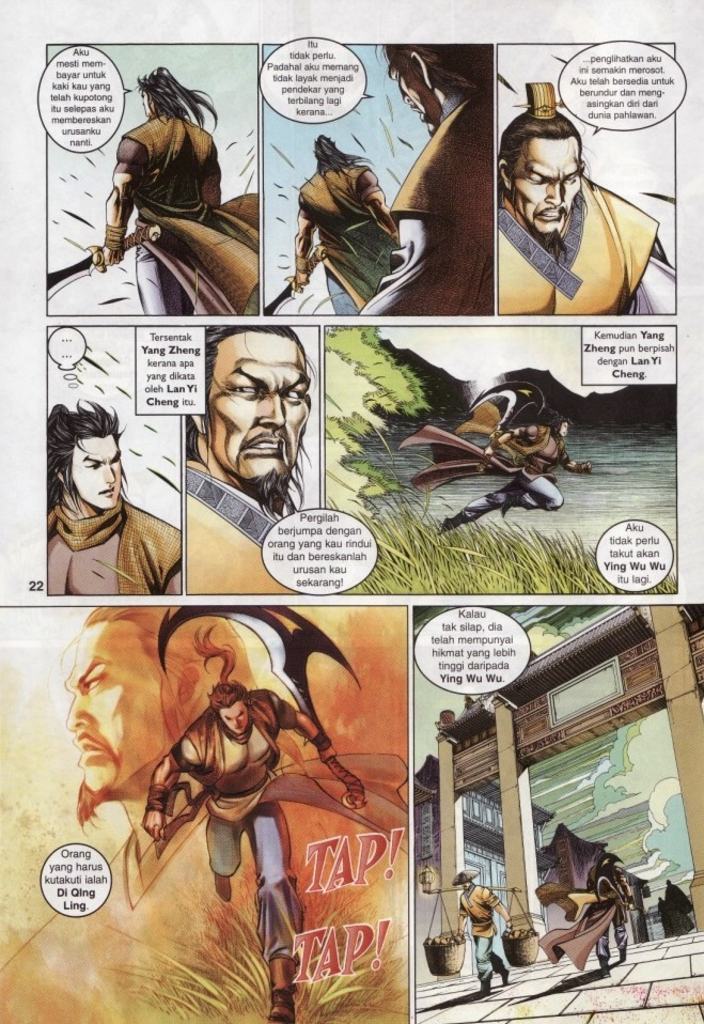 Aku
mesti mem-
bayar untuk
kaki kau yang
telah kupotong
itu selepas aku
membereskan
urusanku
nanti.
Itu
tidak perlu.
Padahal aku memang
tidak layak menjadi
pendekar yang
terbilang lagi
kerana...
...penglihatkan aku
ini semakin merosot.
Aku telah bersedia untuk
berundur dan meng-
asingkan diri dari
dunia pahlawan.
...
...
Tersentak
Yang Zheng
kerana apa
yang dikata
oleh Lan Yi
Cheng itu.
Pergilah
berjumpa dengan
orang yang kau rindui
itu dan bereskanlah
urusan kau
sekarang!
Kemudian Yang
Zheng pun berpisah
dengan Lan Yi
Cheng.
Aku
tidak perlu
takut akan
Ying Wu Wu
itu lagi.
22
Orang
yang harus
kutakuti ialah
Di QIng
Ling.
TAP!
TAP!
Kalau
tak silap, dia
telah mempunyai
hikmat yang lebih
tinggi daripada
Ying Wu Wu.